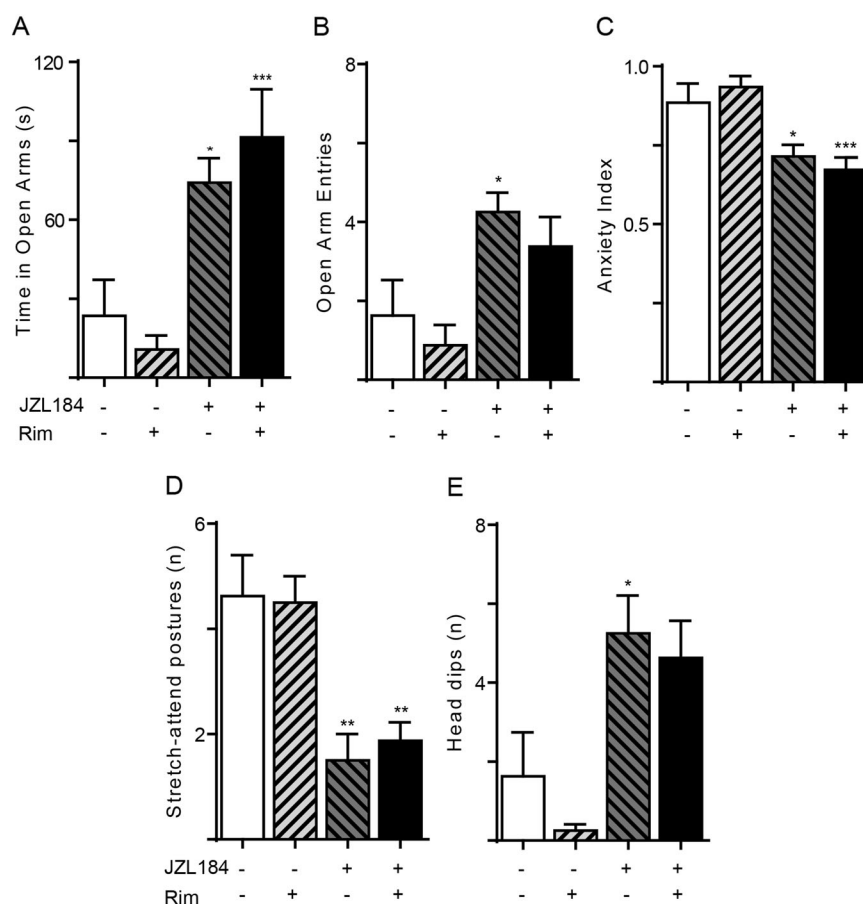 A
Time in Open Arms (s)
120
60
*
***
JZL184 - - + +
Rim - + - +
B
Open Arm Entries
8
4
*
- - + +
- + - +
C
Anxiety Index
1.0
0.5
*
***
- - + +
- + - +
D
Stretch-attend postures (n)
6
2
**
**
JZL184 - - + +
Rim - + - +
E
Head dips (n)
8
4
*
- - + +
- + - +